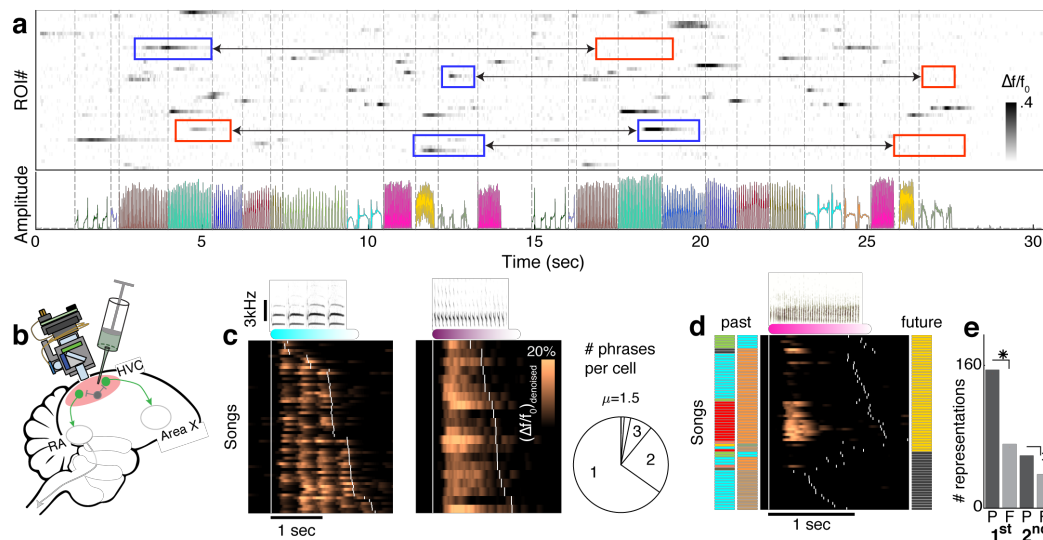 a
ROI#
Δf/f0
.4
Amplitude
0 5 10 15 20 25 30
Time (sec)
b
HVC
RA
Area X
c
3kHz
Songs
1 sec
20%
(Δf/f0)denoised
# phrases
per cell
μ=1.5
3
2
1
d
past
future
Songs
1 sec
e
# representations
160
*
0
P F P
1st 2n